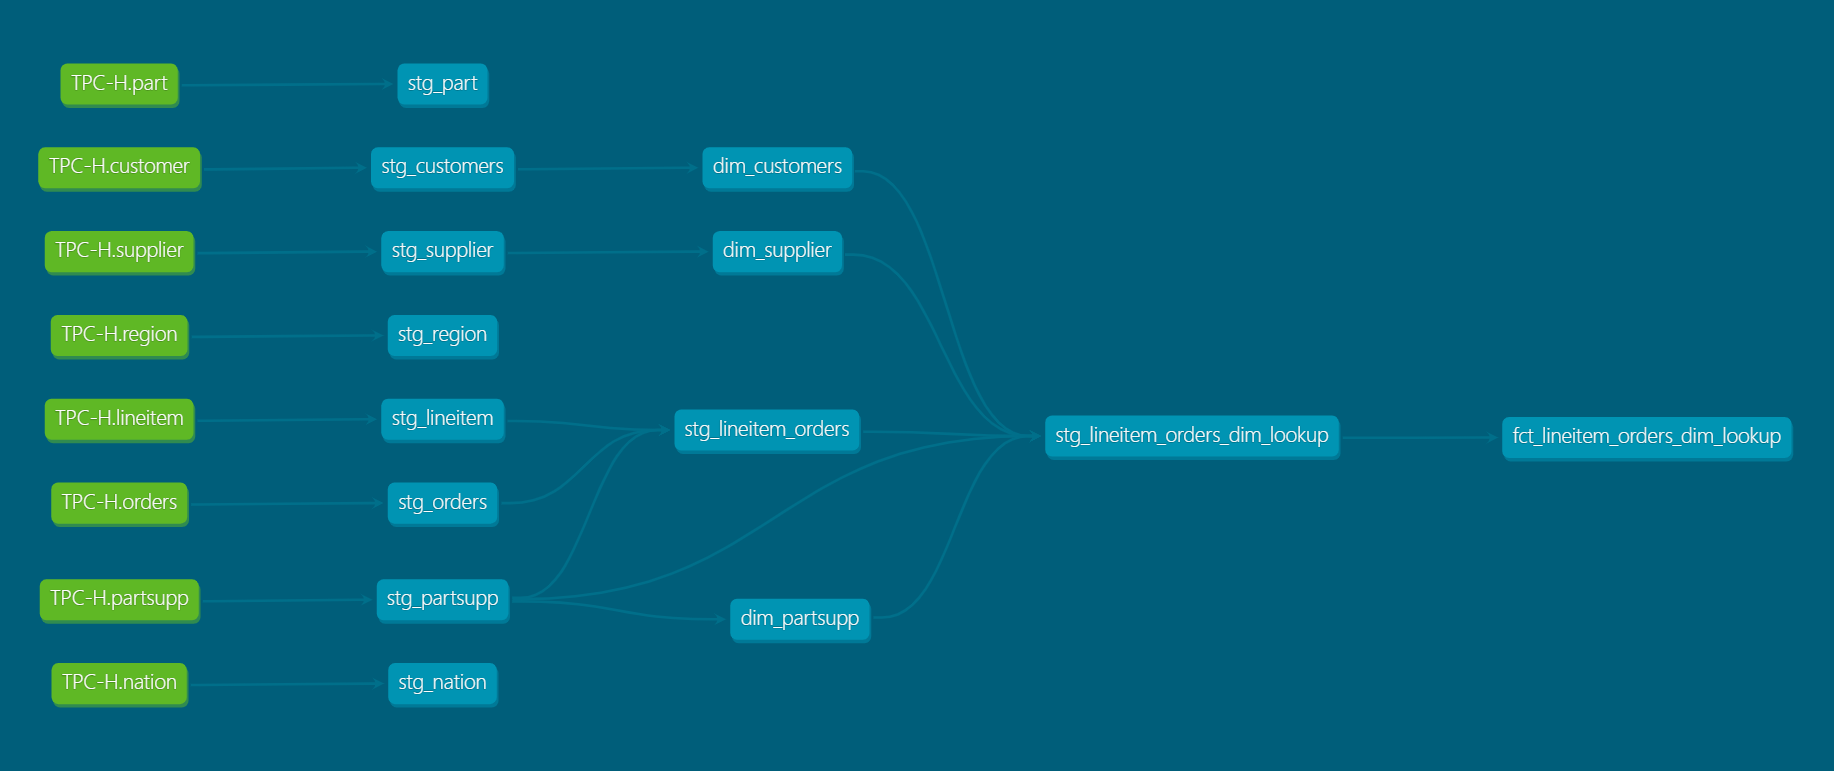 TPC-H.part
stg_part
TPC-H.customer
stg_customers
dim_customers
TPC-H.supplier
stg_supplier
dim_supplier
TPC-H.region
stg_region
TPC-H.lineitem
stg_lineitem
stg_lineitem_orders
stg_lineitem_orders_dim_lookup
fct_lineitem_orders_dim_lookup
TPC-H.orders
stg_orders
TPC-H.partsupp
stg_partsupp
dim_partsupp
TPC-H.nation
stg_nation